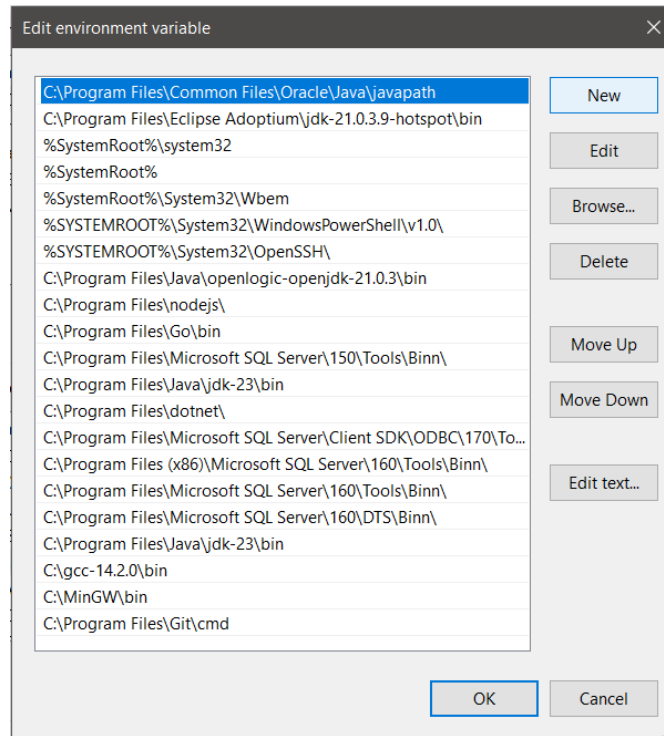 Edit environment variable
C:\Program Files\Common Files\Oracle\Java\javapath
C:\Program Files\Eclipse Adoptium\jdk-21.0.3.9-hotspot\bin
%SystemRoot%\system32
%SystemRoot%
%SystemRoot%\System32\Wbem
%SYSTEMROOT%\System32\WindowsPowerShell\v1.0\
%SYSTEMROOT%\System32\OpenSSH\
C:\Program Files\Java\openlogic-openjdk-21.0.3\bin
C:\Program Files\nodejs\
C:\Program Files\Go\bin
C:\Program Files\Microsoft SQL Server\150\Tools\Binn\
C:\Program Files\Java\jdk-23\bin
C:\Program Files\dotnet\
C:\Program Files\Microsoft SQL Server\Client SDK\ODBC\170\To...
C:\Program Files (x86)\Microsoft SQL Server\160\Tools\Binn\
C:\Program Files\Microsoft SQL Server\160\Tools\Binn\
C:\Program Files\Microsoft SQL Server\160\DTS\Binn\
C:\Program Files\Java\jdk-23\bin
C:\gcc-14.2.0\bin
C:\MinGW\bin
C:\Program Files\Git\cmd
New
Edit
Browse...
Delete
Move Up
Move Down
Edit text...
OK
Cancel